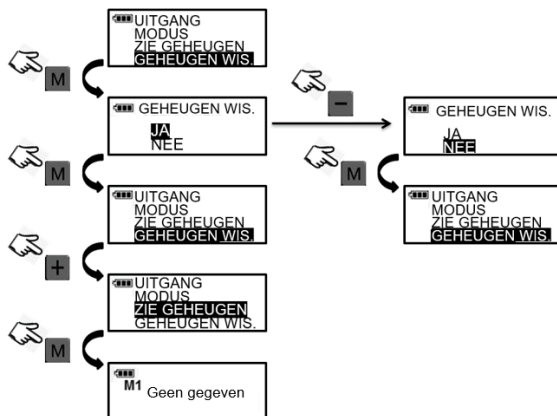 UITGANG
MODUS
ZIE GEHEUGEN
GEHEUGEN WIS.
M
GEHEUGEN WIS.
JA
NEE
−
GEHEUGEN WIS.
JA
NEE
M
UITGANG
MODUS
ZIE GEHEUGEN
GEHEUGEN WIS.
M
UITGANG
MODUS
ZIE GEHEUGEN
GEHEUGEN WIS.
+
UITGANG
MODUS
ZIE GEHEUGEN
GEHEUGEN WIS.
M
M1 Geen gegeven